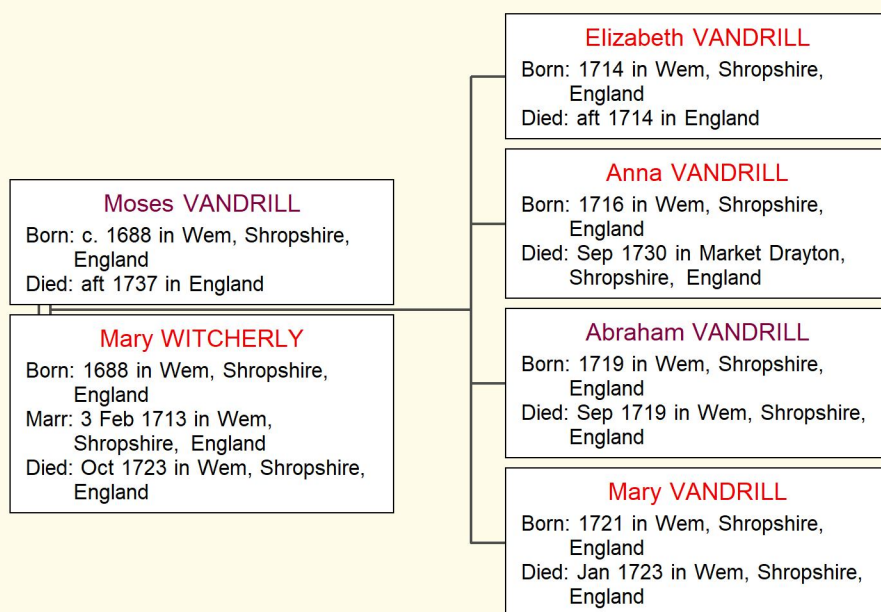 Moses VANDRILL
Born: c. 1688 in Wem, Shropshire,
England
Died: aft 1737 in England
Mary WITCHERLY
Born: 1688 in Wem, Shropshire,
England
Marr: 3 Feb 1713 in Wem,
Shropshire, England
Died: Oct 1723 in Wem, Shropshire,
England
Elizabeth VANDRILL
Born: 1714 in Wem, Shropshire,
England
Died: aft 1714 in England
Anna VANDRILL
Born: 1716 in Wem, Shropshire,
England
Died: Sep 1730 in Market Drayton,
Shropshire, England
Abraham VANDRILL
Born: 1719 in Wem, Shropshire,
England
Died: Sep 1719 in Wem, Shropshire,
England
Mary VANDRILL
Born: 1721 in Wem, Shropshire,
England
Died: Jan 1723 in Wem, Shropshire,
England